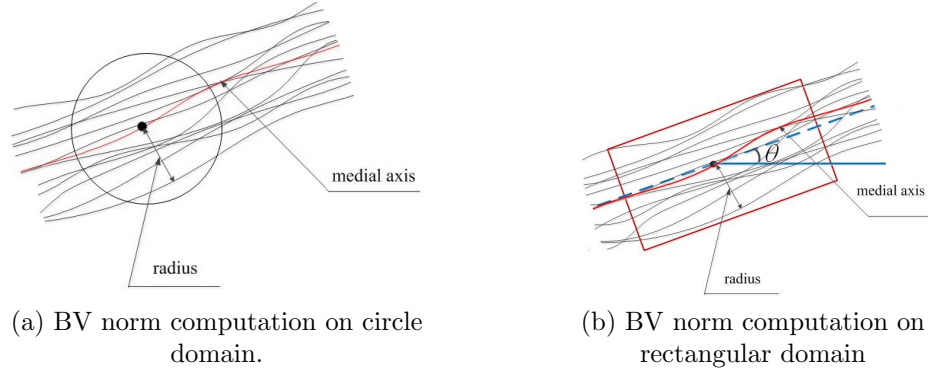 medial axis
radius
(a) BV norm computation on circle
domain.
θ
medial axis
radius
(b) BV norm computation on
rectangular domain